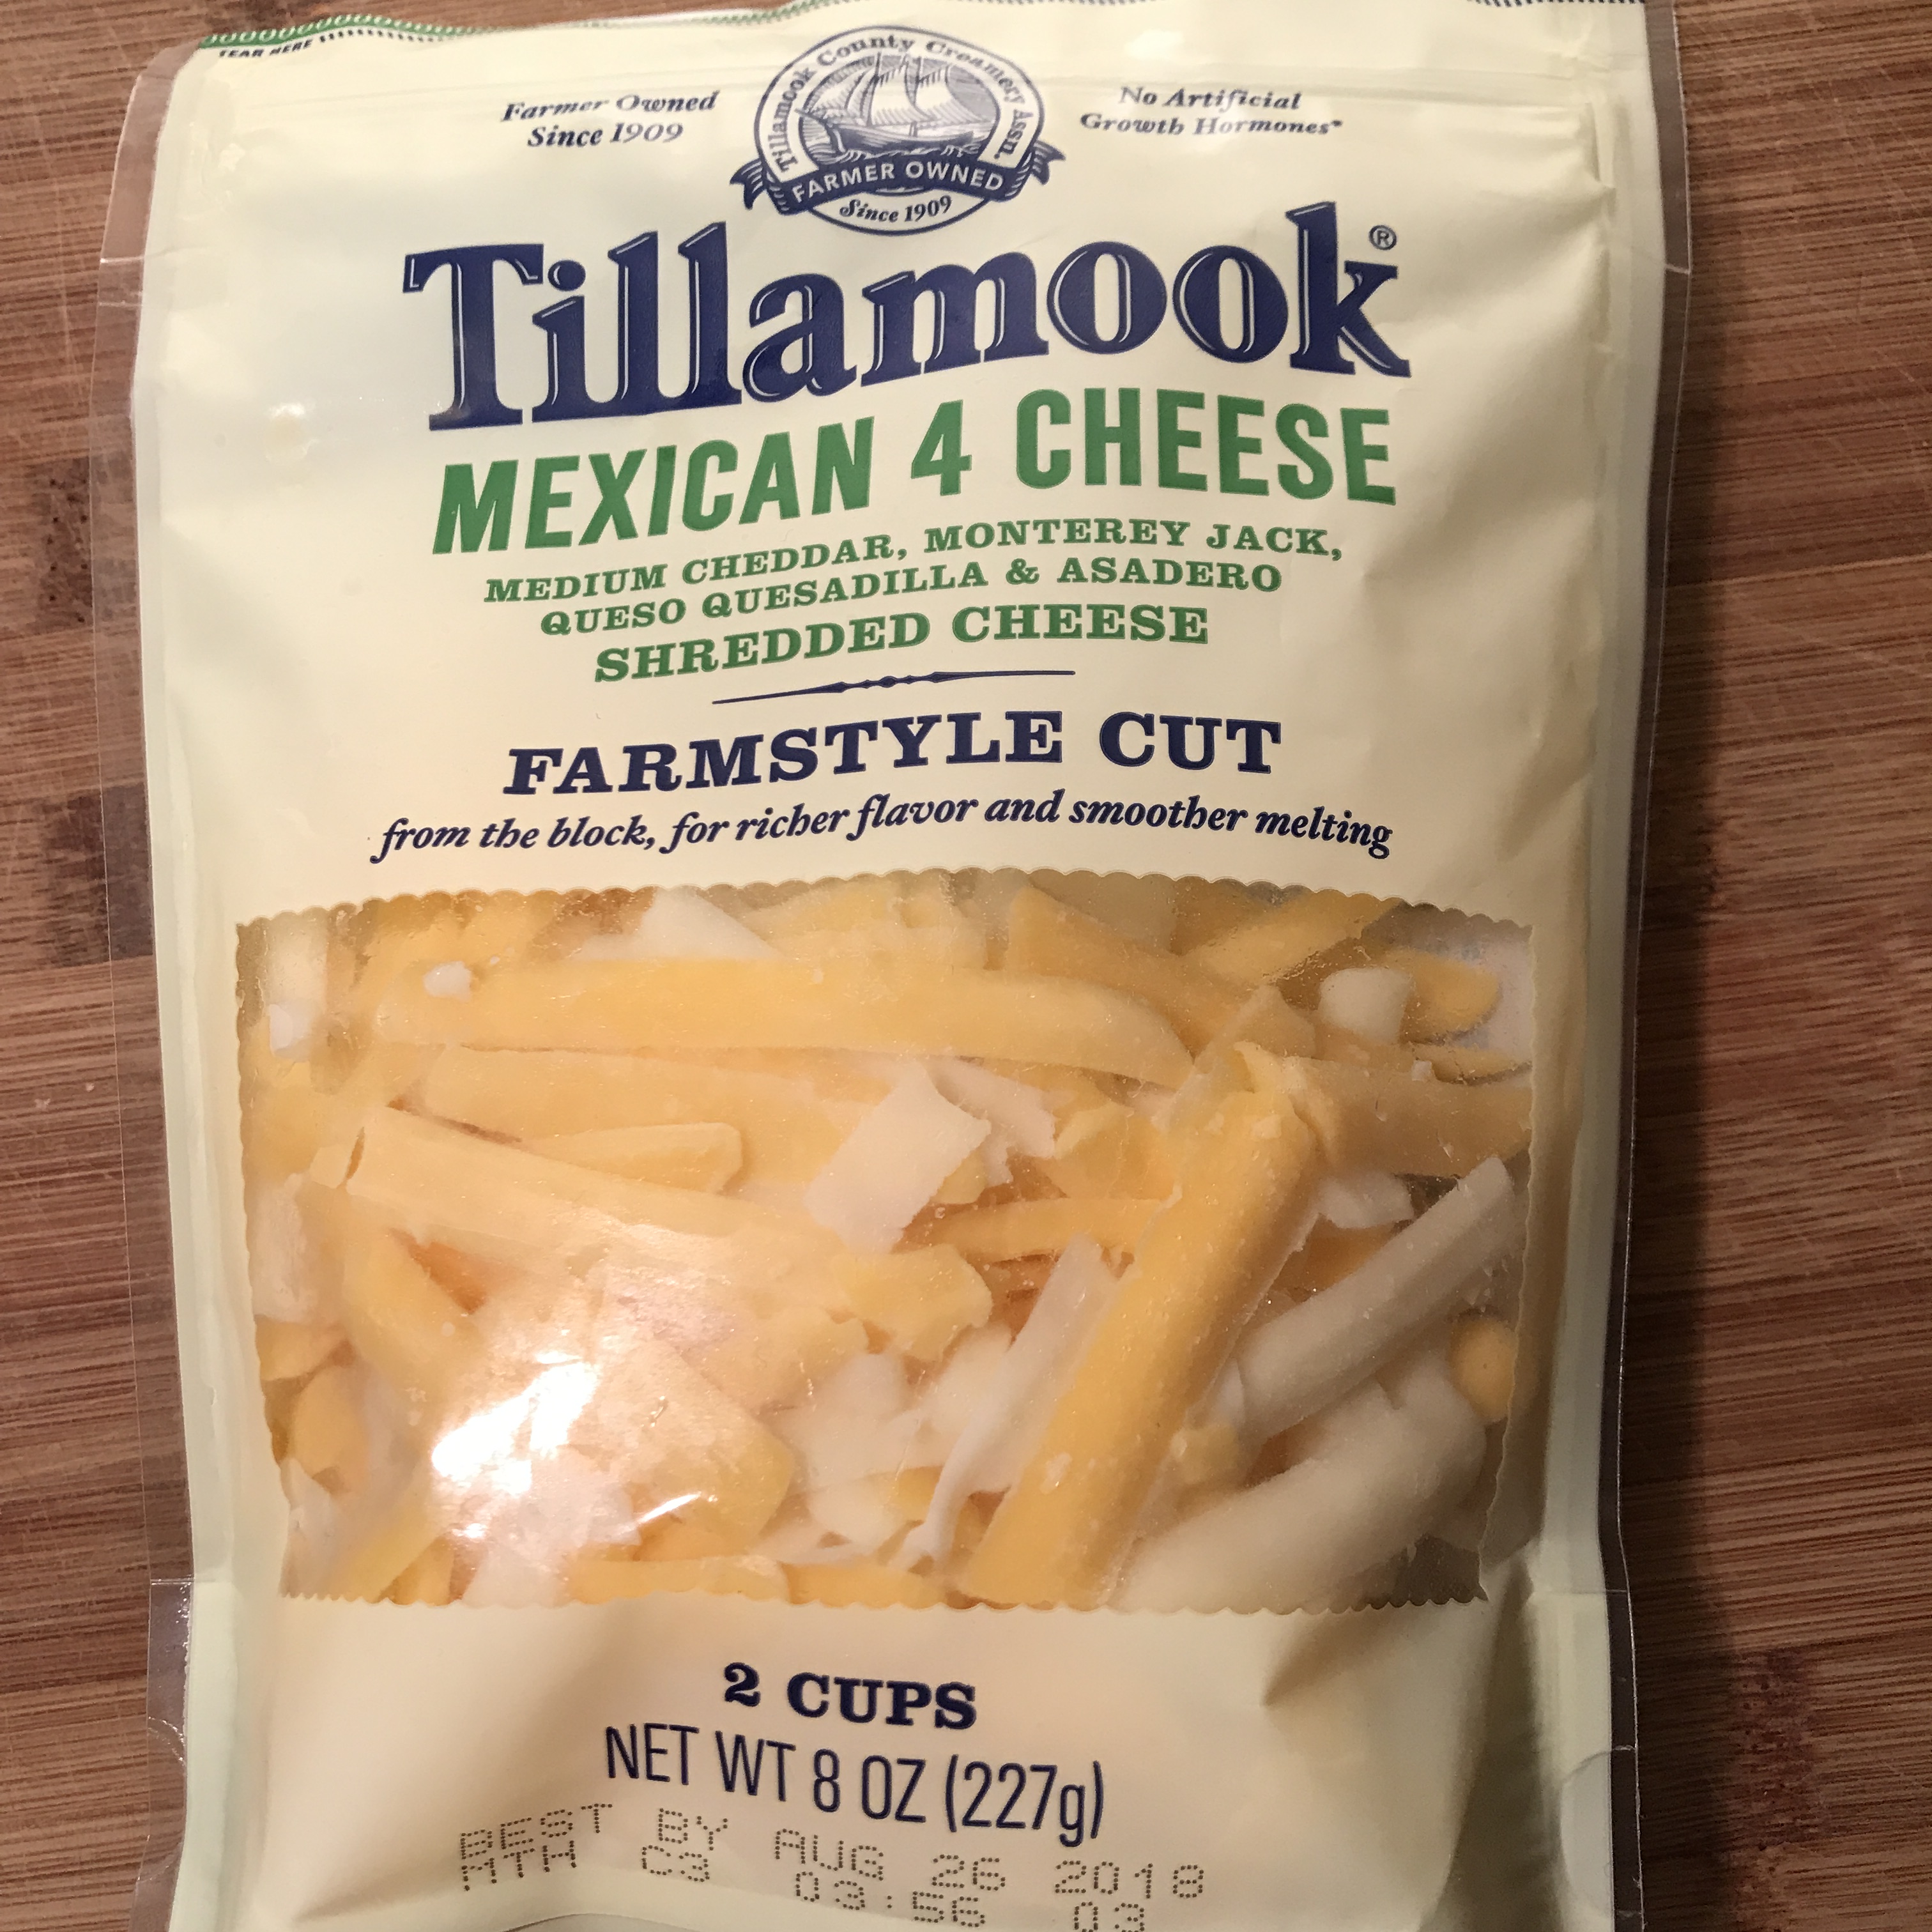 TEAR HERE
Farmer Owned
Since 1909
Tillamook County Creamery Assn.
FARMER OWNED
Since 1909
No Artificial
Growth Hormones*
Tillamook®
MEXICAN 4 CHEESE
MEDIUM CHEDDAR, MONTEREY JACK,
QUESO QUESADILLA & ASADERO
SHREDDED CHEESE
FARMSTYLE CUT
from the block, for richer flavor and smoother melting
2 CUPS
NET WT 8 OZ (227g)
BEST BY AUG 26 2018
MTH C3 03:56 03